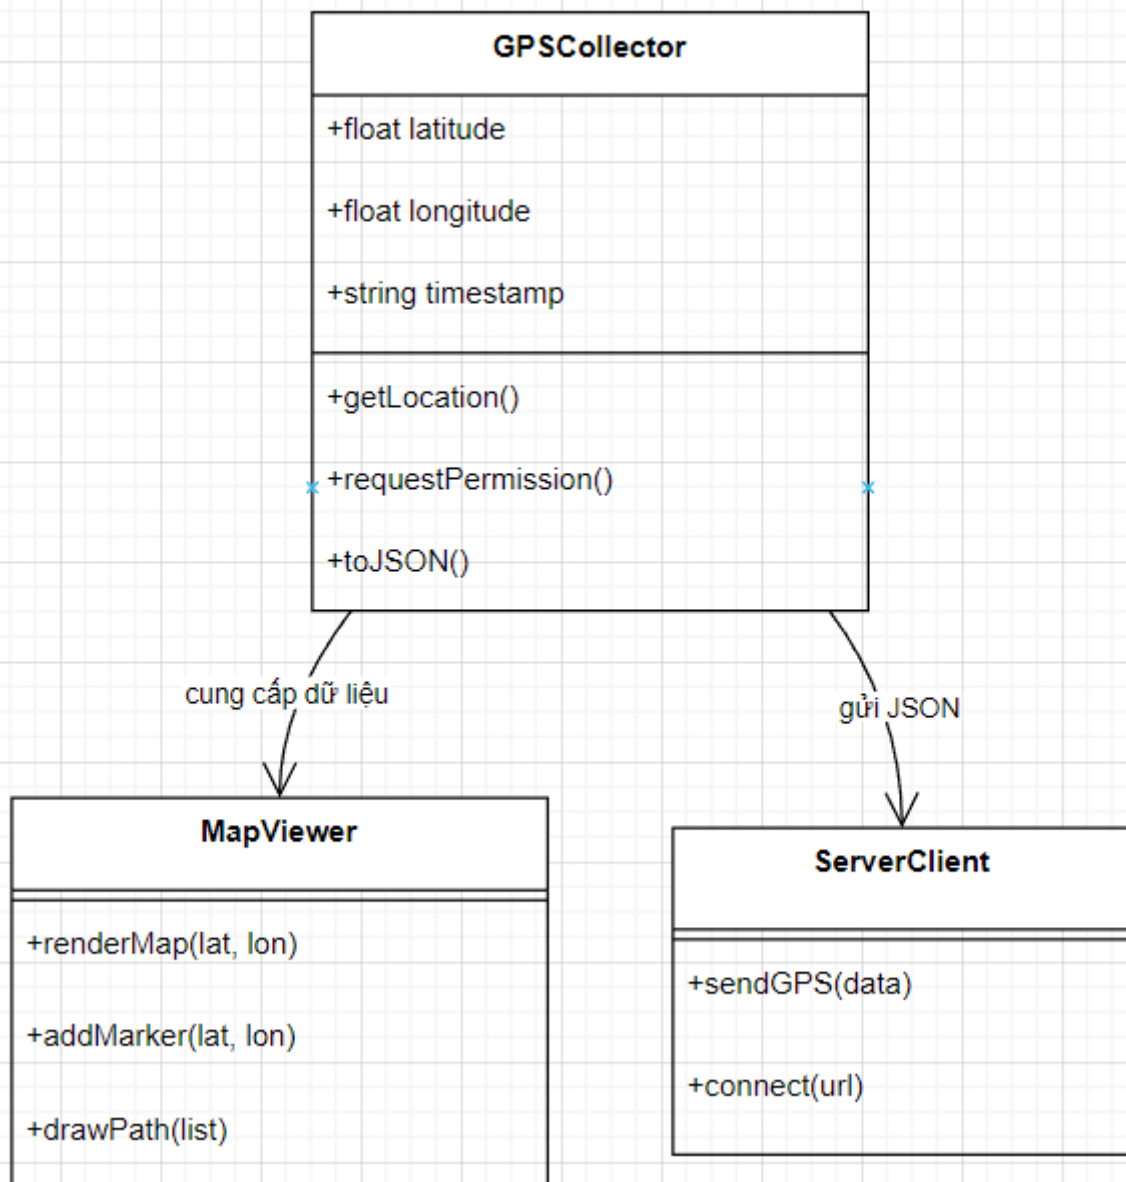 GPSCollector
+float latitude
+float longitude
+string timestamp
+getLocation()
+requestPermission()
+toJSON()
cung cấp dữ liệu
gửi JSON
MapViewer
+renderMap(lat, lon)
+addMarker(lat, lon)
+drawPath(list)
ServerClient
+sendGPS(data)
+connect(url)